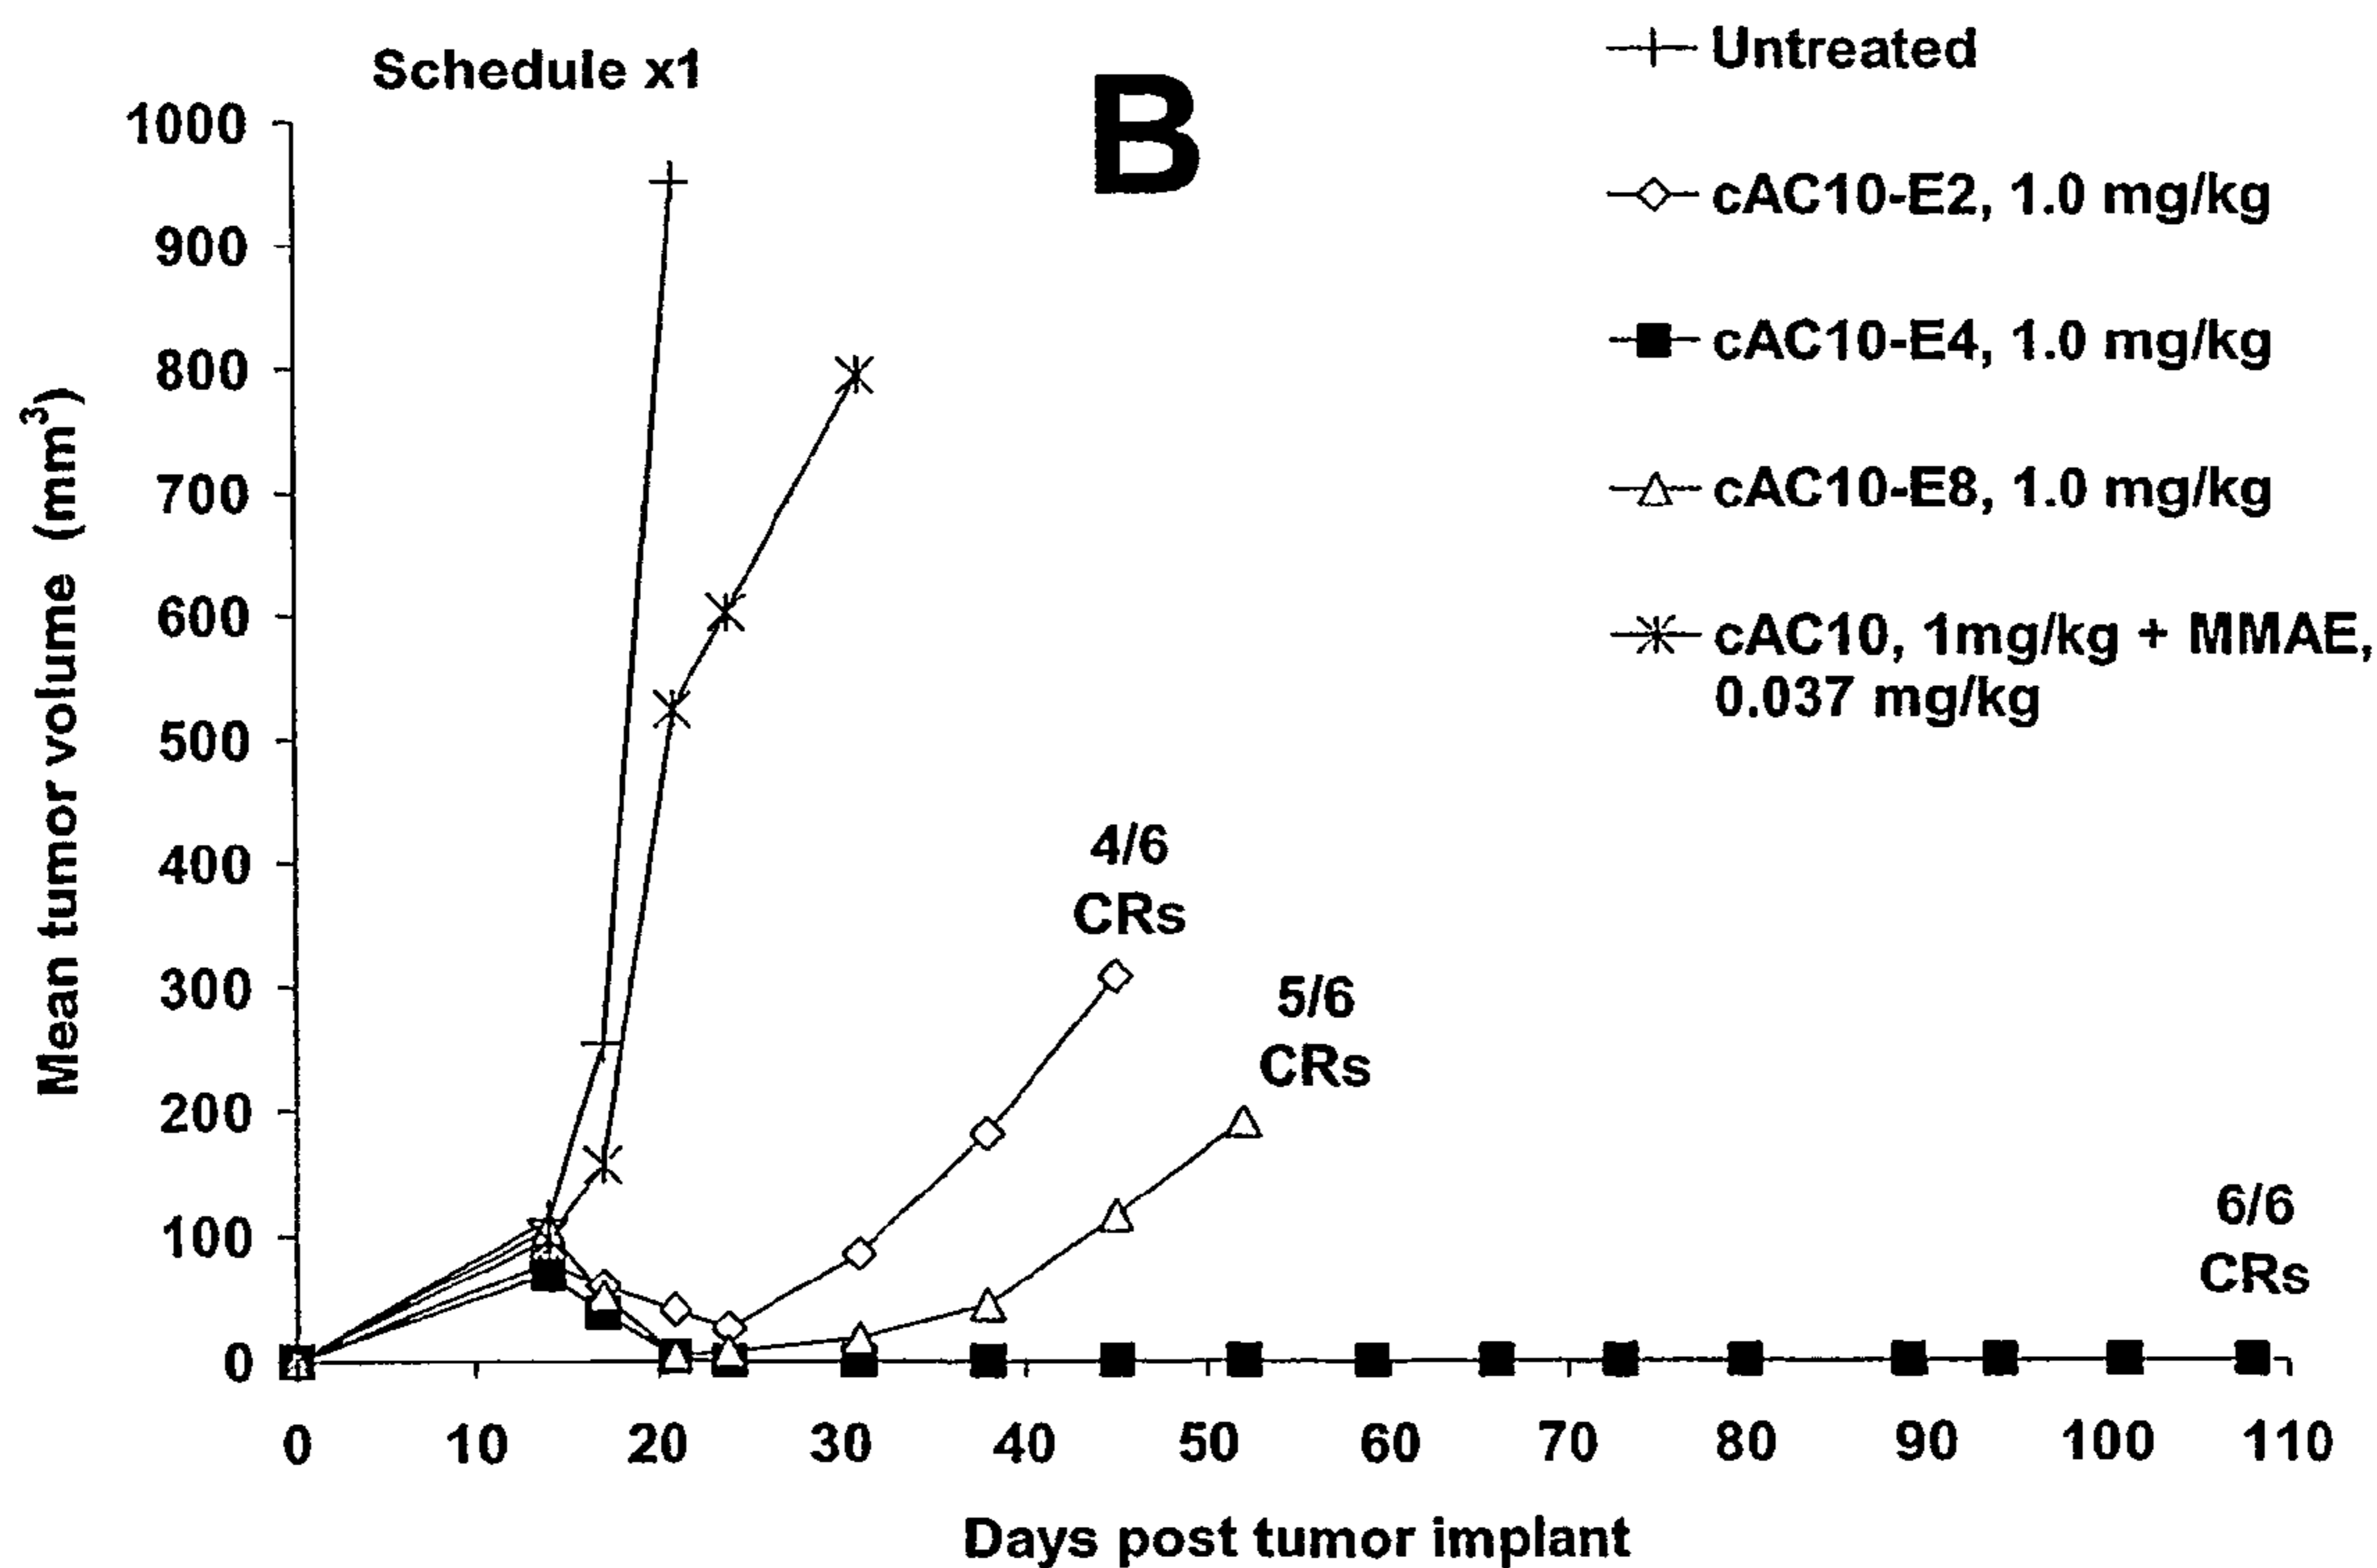 Schedule x1
B
Untreated
cAC10-E2, 1.0 mg/kg
cAC10-E4, 1.0 mg/kg
cAC10-E8, 1.0 mg/kg
cAC10, 1mg/kg + MMAE,
0.037 mg/kg
Mean tumor volume (mm³)
1000
900
800
700
600
500
400
300
200
100
0
4/6
CRs
5/6
CRs
6/6
CRs
0 10 20 30 40 50 60 70 80 90 100 110
Days post tumor implant